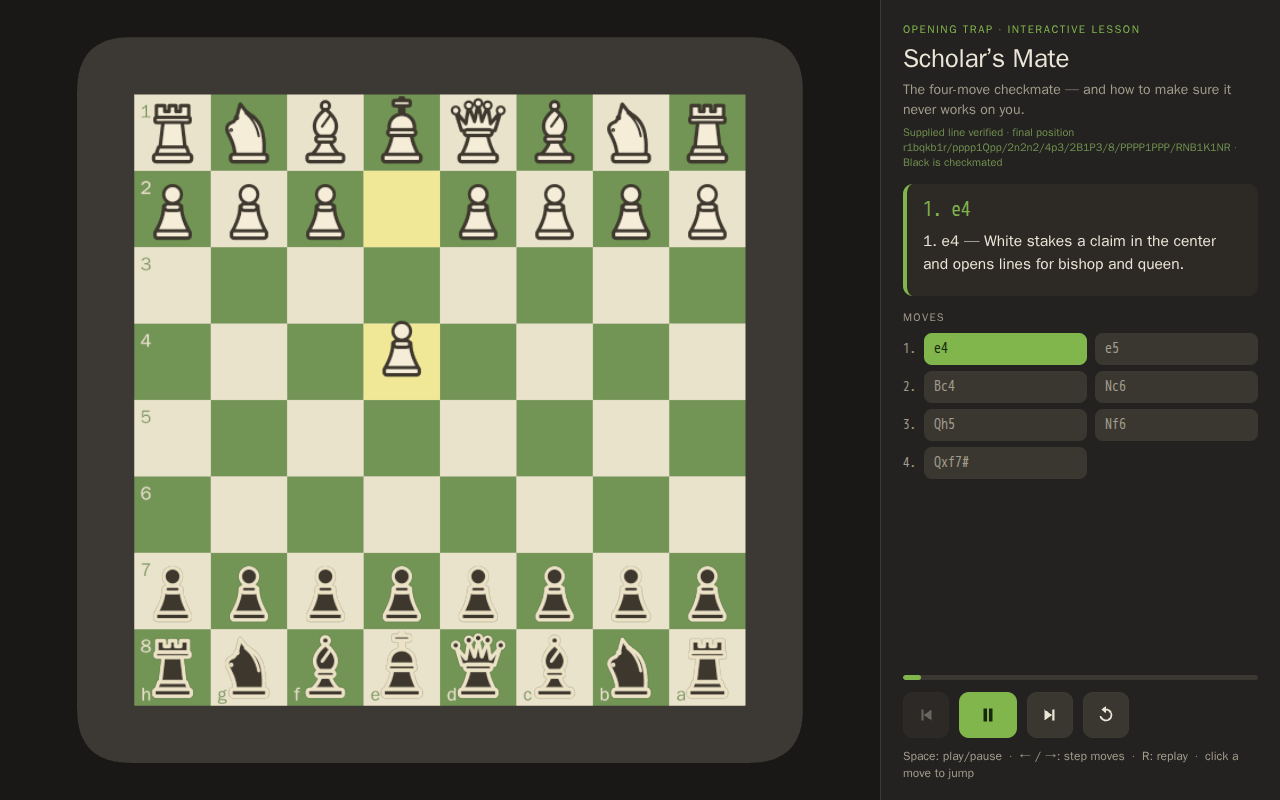 1
2
3
4
5
6
7
8
h g f e d c b a
OPENING TRAP · INTERACTIVE LESSON
Scholar’s Mate
The four-move checkmate — and how to make sure it
never works on you.
Supplied line verified · final position
r1bqkb1r/pppp1Qpp/2n2n2/4p3/2B1P3/8/PPPP1PPP/RNB1K1NR ·
Black is checkmated
1. e4
1. e4 — White stakes a claim in the center
and opens lines for bishop and queen.
MOVES
1. e4 e5
2. Bc4 Nc6
3. Qh5 Nf6
4. Qxf7#
Space: play/pause · ← / →: step moves · R: replay · click a
move to jump